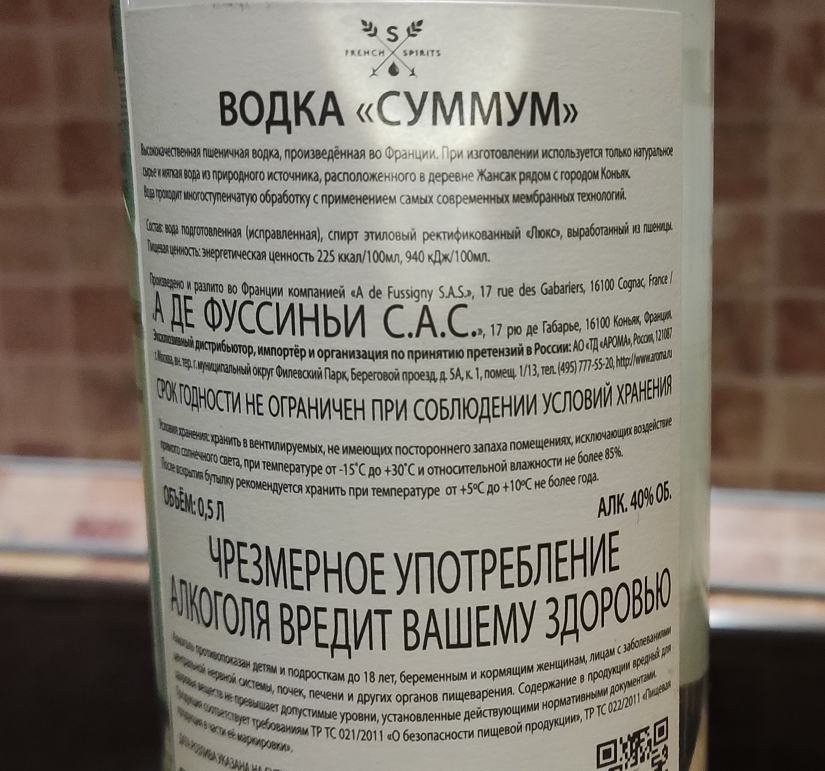 S
FRENCH SPIRITS
ВОДКА «СУММУМ»
Высококачественная пшеничная водка, произведённая во Франции. При изготовлении используется только натуральное
сырье и мягкая вода из природного источника, расположенного в деревне Жансак рядом с городом Коньяк.
Вода проходит многоступенчатую обработку с применением самых современных мембранных технологий.
Состав: вода подготовленная (исправленная), спирт этиловый ректификованный «Люкс», выработанный из пшеницы.
Пищевая ценность: энергетическая ценность 225 ккал/100мл, 940 кДж/100мл.
Произведено и разлито во Франции компанией «A de Fussigny S.A.S.», 17 rue des Gabariers, 16100 Cognac, France /
«А ДЕ ФУССИНЬИ С.А.С.», 17 рю де Габарье, 16100 Коньяк, Франция.
Эксклюзивный дистрибьютор, импортёр и организация по принятию претензий в России: АО «ТД «АРОМА», Россия, 121087
г. Москва, вн. тер. г. муниципальный округ Филевский Парк, Береговой проезд, д. 5А, к. 1, помещ. 1/13, тел. (495) 777-55-20, http://www.aroma.ru
СРОК ГОДНОСТИ НЕ ОГРАНИЧЕН ПРИ СОБЛЮДЕНИИ УСЛОВИЙ ХРАНЕНИЯ
Условия хранения: хранить в вентилируемых, не имеющих постороннего запаха помещениях, исключающих воздействие
прямого солнечного света, при температуре от -15˚С до +30˚С и относительной влажности не более 85%.
После вскрытия бутылку рекомендуется хранить при температуре от +5ºС до +10ºС не более года.
ОБЪЁМ: 0,5 Л
АЛК. 40% ОБ.
ЧРЕЗМЕРНОЕ УПОТРЕБЛЕНИЕ
АЛКОГОЛЯ ВРЕДИТ ВАШЕМУ ЗДОРОВЬЮ
Алкоголь противопоказан детям и подросткам до 18 лет, беременным и кормящим женщинам, лицам с заболеваниями
центральной нервной системы, почек, печени и других органов пищеварения. Содержание в продукции вредных для
здоровья веществ не превышает допустимые уровни, установленные действующими нормативными документами.
Продукция соответствует требованиям ТР ТС 021/2011 «О безопасности пищевой продукции», ТР ТС 022/2011 «Пищевая
продукция в части её маркировки».
ДАТА РОЗЛИВА УКАЗАНА НА